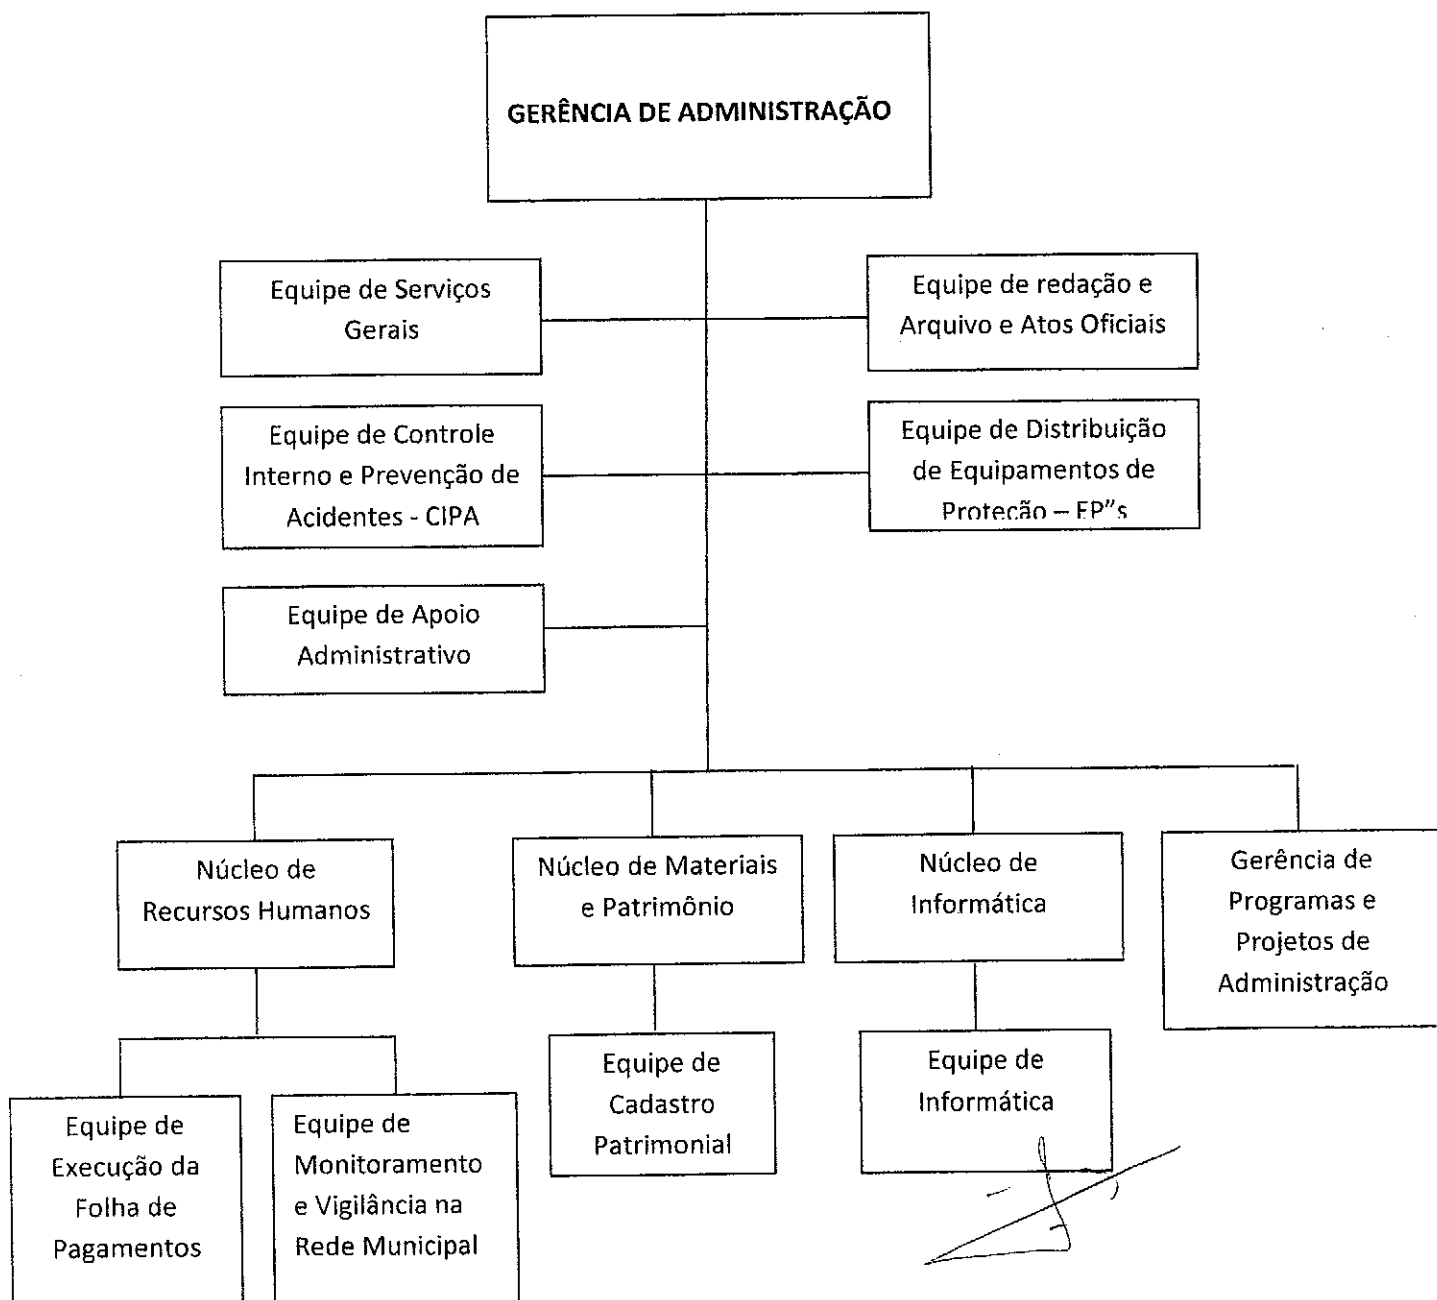 GERÊNCIA DE ADMINISTRAÇÃO
Equipe de Serviços
Gerais
Equipe de redação e
Arquivo e Atos Oficiais
Equipe de Controle
Interno e Prevenção de
Acidentes - CIPA
Equipe de Distribuição
de Equipamentos de
Proteção – EP"s
Equipe de Apoio
Administrativo
Núcleo de
Recursos Humanos
Núcleo de Materiais
e Patrimônio
Núcleo de
Informática
Gerência de
Programas e
Projetos de
Administração
Equipe de
Execução da
Folha de
Pagamentos
Equipe de
Monitoramento
e Vigilância na
Rede Municipal
Equipe de
Cadastro
Patrimonial
Equipe de
Informática